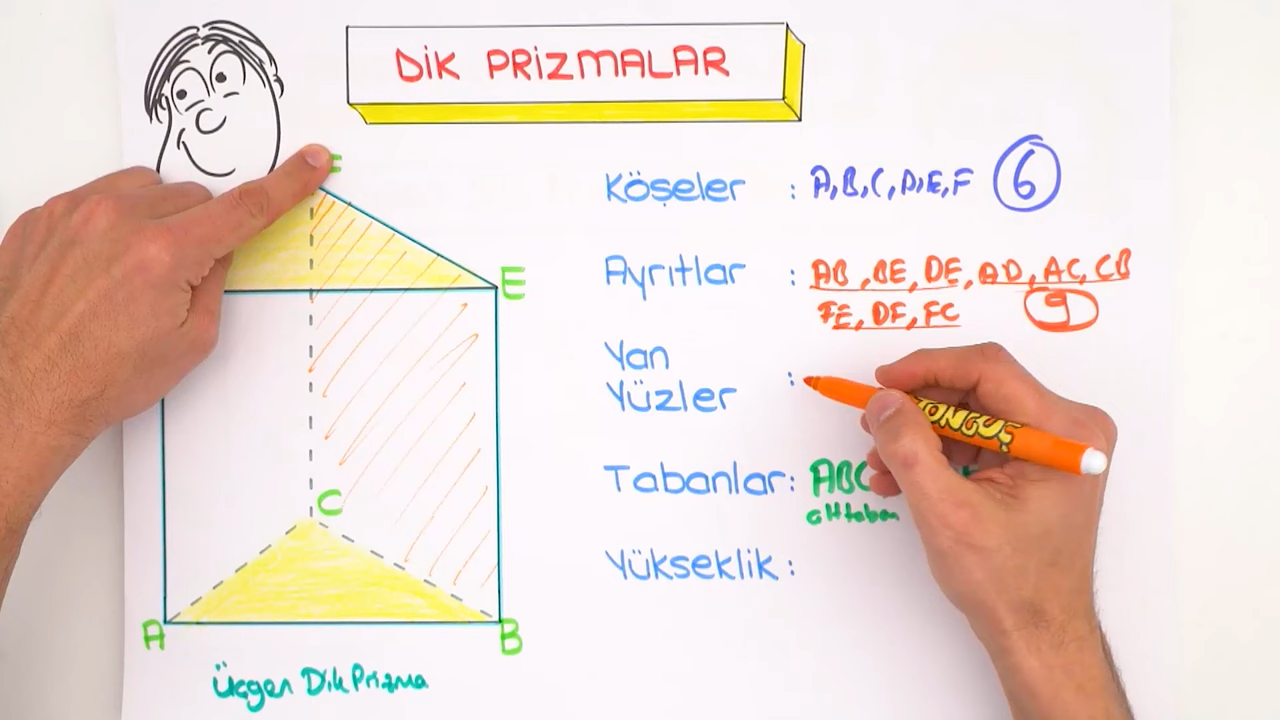 DİK PRİZMALAR
F
E
C
A
B
Üçgen Dik Prizma
Köşeler : A,B,C,D,E,F 6
Ayrıtlar : AB, BE, DE, AD, AC, CB
FE, DF, FC 9
Yan
Yüzler :
TONGUÇ
Tabanlar: ABC
alt taban
Yükseklik: